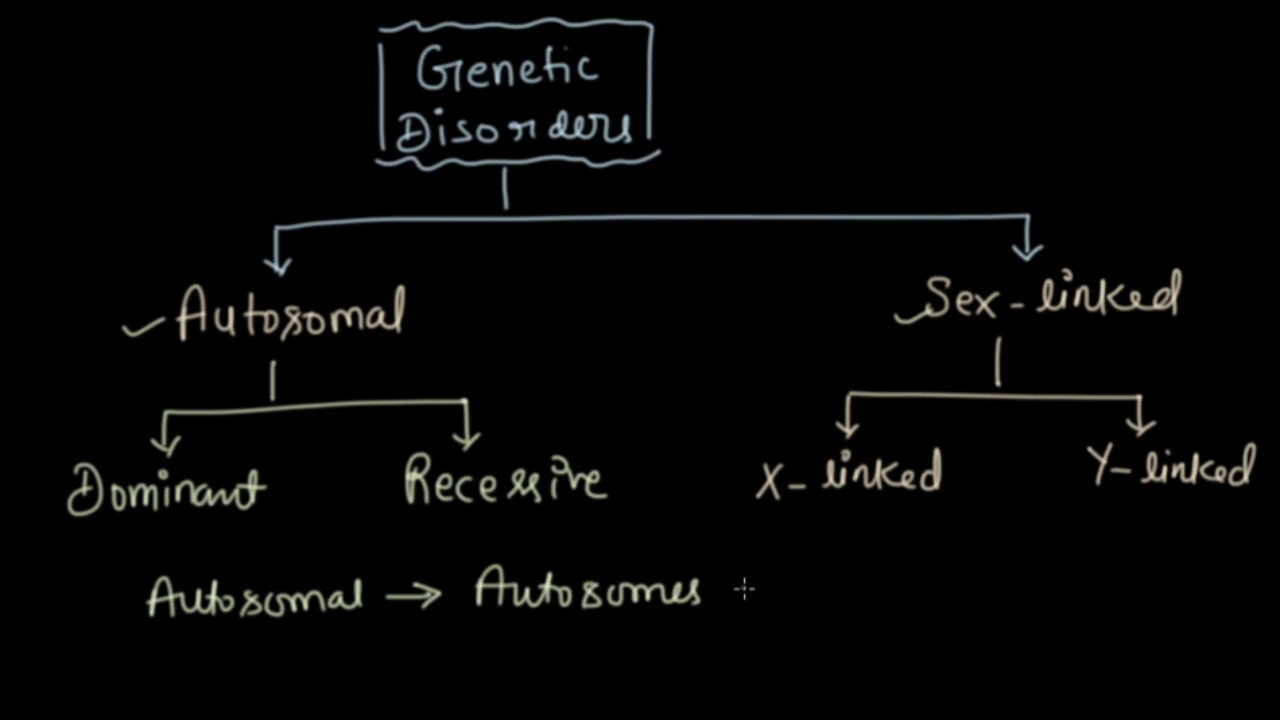 Genetic
Disorders
Autosomal
Sex-linked
Dominant
Recessive
X-linked
Y-linked
Autosomal → Autosomes